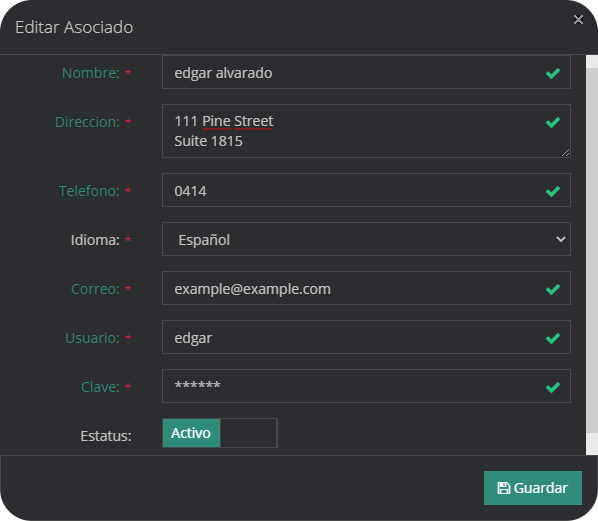 Editar Asociado ×
Nombre: * edgar alvarado
Direccion: * 111 Pine Street
Suite 1815
Telefono: * 0414
Idioma: * Español
Correo: * example@example.com
Usuario: * edgar
Clave: * ******
Estatus: Activo
Guardar